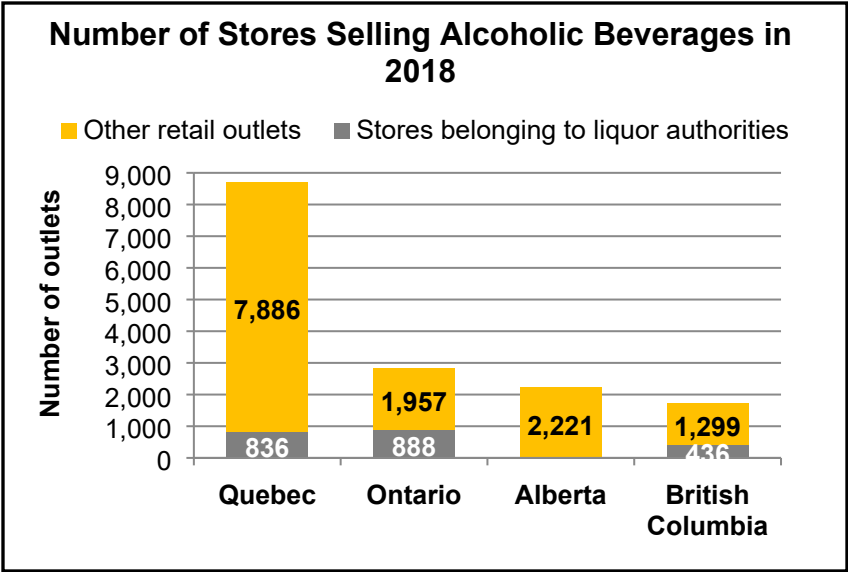 Number of Stores Selling Alcoholic Beverages in
2018
Other retail outlets Stores belonging to liquor authorities
Number of outlets
9,000
8,000
7,000
6,000
5,000
4,000
3,000
2,000
1,000
0
7,886
836
1,957
888
2,221
1,299
436
Quebec
Ontario
Alberta
British
Columbia